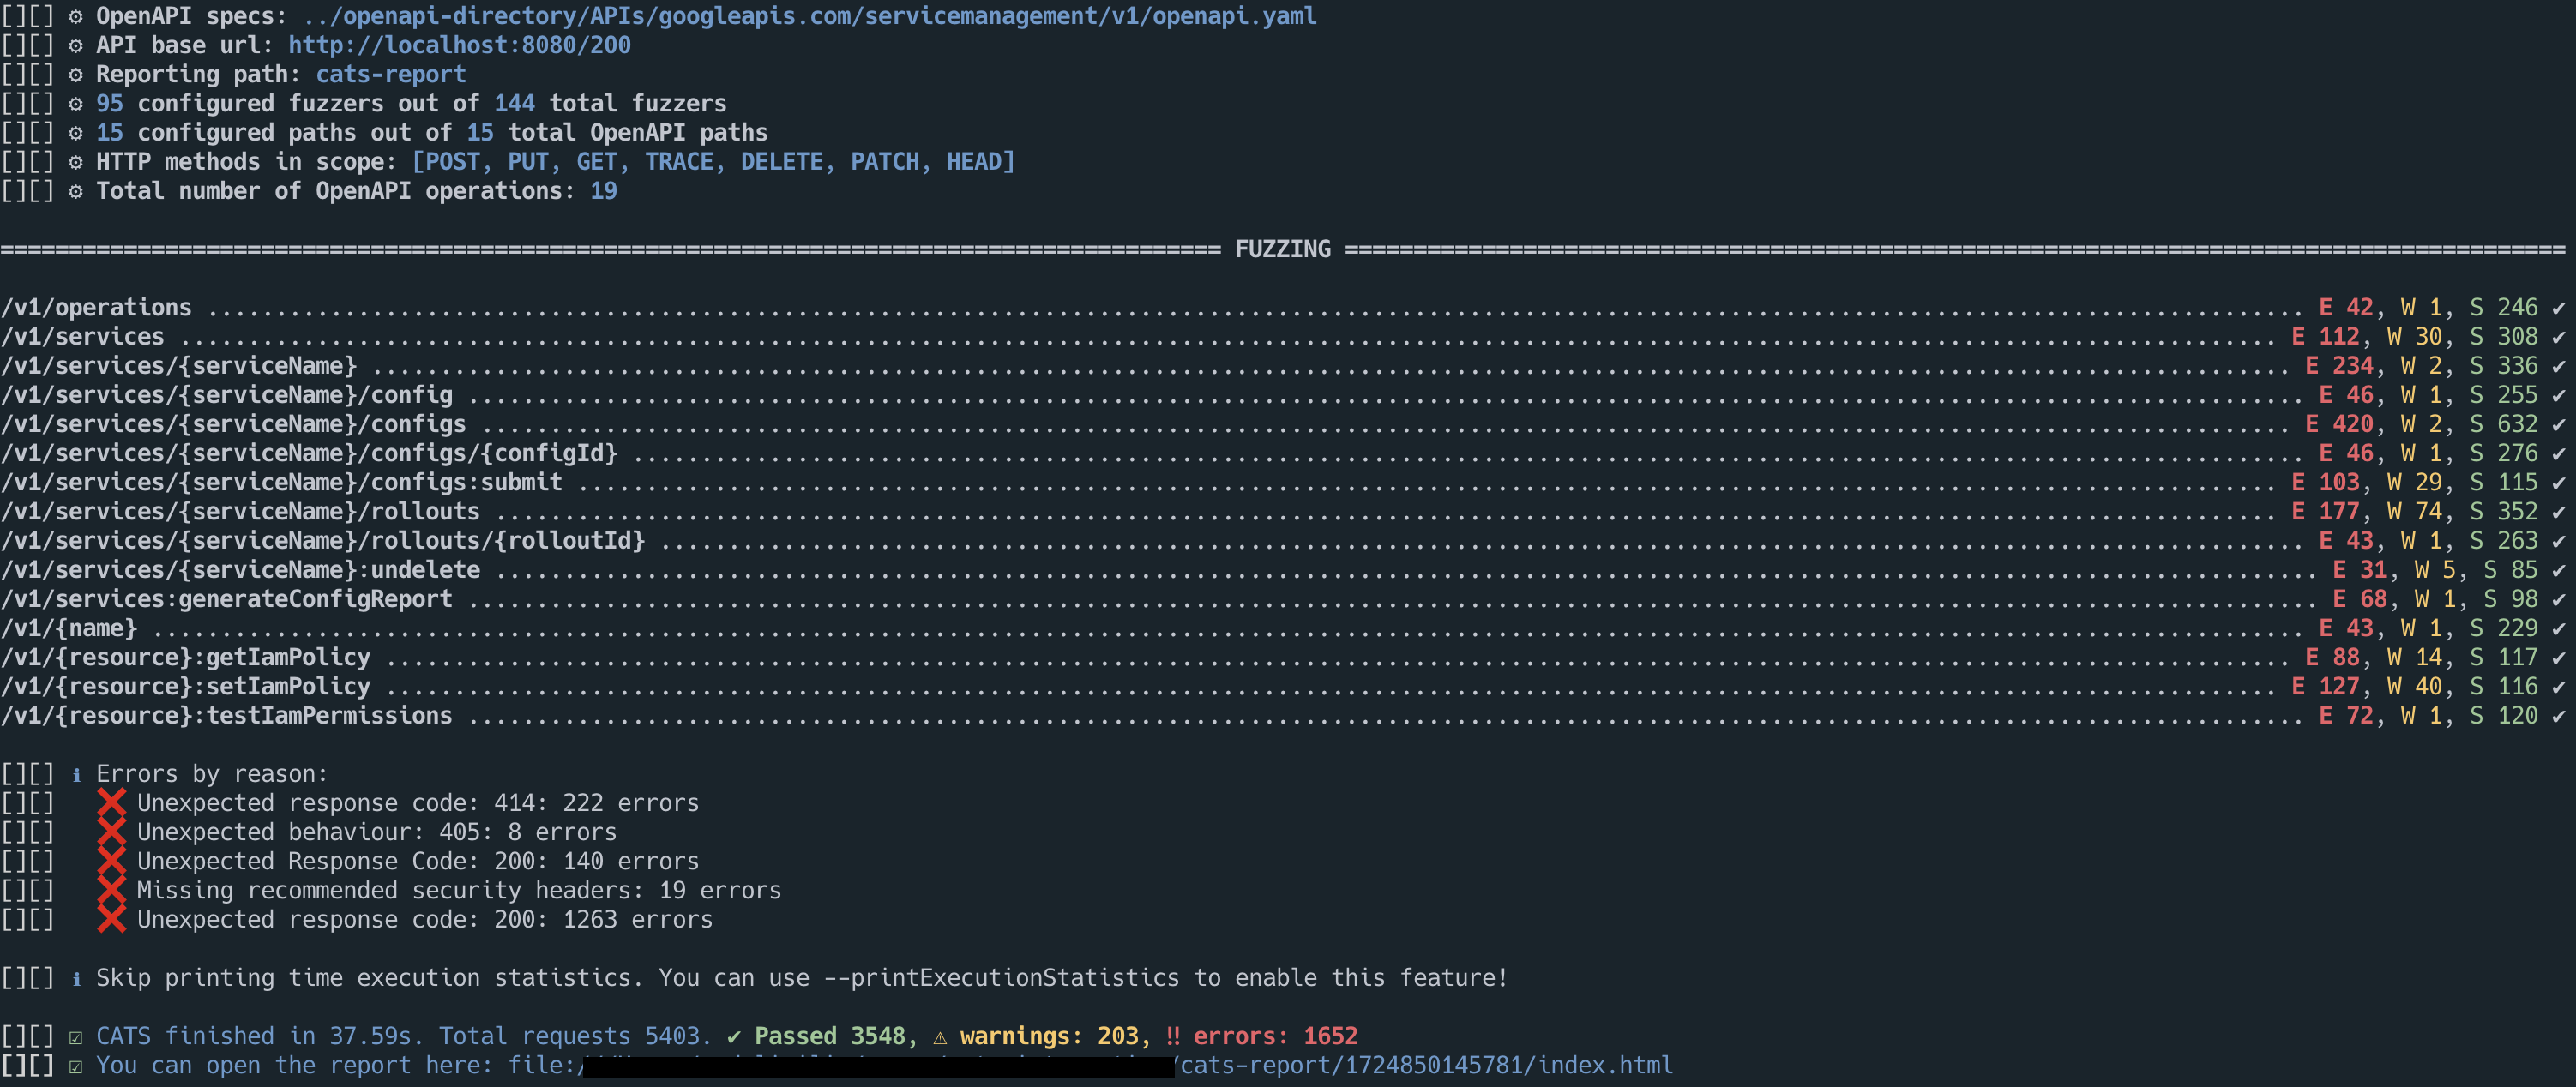 [][] ⚙ OpenAPI specs: ../openapi-directory/APIs/googleapis.com/servicemanagement/v1/openapi.yaml
[][] ⚙ API base url: http://localhost:8080/200
[][] ⚙ Reporting path: cats-report
[][] ⚙ 95 configured fuzzers out of 144 total fuzzers
[][] ⚙ 15 configured paths out of 15 total OpenAPI paths
[][] ⚙ HTTP methods in scope: [POST, PUT, GET, TRACE, DELETE, PATCH, HEAD]
[][] ⚙ Total number of OpenAPI operations: 19
========================================================================================= FUZZING =========================================================================================
/v1/operations ........................................ E 42, W 1, S 246 ✔
/v1/services ........................................ E 112, W 30, S 308 ✔
/v1/services/{serviceName} ........................................ E 234, W 2, S 336 ✔
/v1/services/{serviceName}/config ........................................ E 46, W 1, S 255 ✔
/v1/services/{serviceName}/configs ........................................ E 420, W 2, S 632 ✔
/v1/services/{serviceName}/configs/{configId} ........................................ E 46, W 1, S 276 ✔
/v1/services/{serviceName}/configs:submit ........................................ E 103, W 29, S 115 ✔
/v1/services/{serviceName}/rollouts ........................................ E 177, W 74, S 352 ✔
/v1/services/{serviceName}/rollouts/{rolloutId} ........................................ E 43, W 1, S 263 ✔
/v1/services/{serviceName}:undelete ........................................ E 31, W 5, S 85 ✔
/v1/services:generateConfigReport ........................................ E 68, W 1, S 98 ✔
/v1/{name} ........................................ E 43, W 1, S 229 ✔
/v1/{resource}:getIamPolicy ........................................ E 88, W 14, S 117 ✔
/v1/{resource}:setIamPolicy ........................................ E 127, W 40, S 116 ✔
/v1/{resource}:testIamPermissions ........................................ E 72, W 1, S 120 ✔
[][] ℹ Errors by reason:
[][] ❌ Unexpected response code: 414: 222 errors
[][] ❌ Unexpected behaviour: 405: 8 errors
[][] ❌ Unexpected Response Code: 200: 140 errors
[][] ❌ Missing recommended security headers: 19 errors
[][] ❌ Unexpected response code: 200: 1263 errors
[][] ℹ Skip printing time execution statistics. You can use --printExecutionStatistics to enable this feature!
[][] ☑ CATS finished in 37.59s. Total requests 5403. ✔ Passed 3548, ⚠ warnings: 203, ‼ errors: 1652
[][] ☑ You can open the report here: file:/ /cats-report/1724850145781/index.html